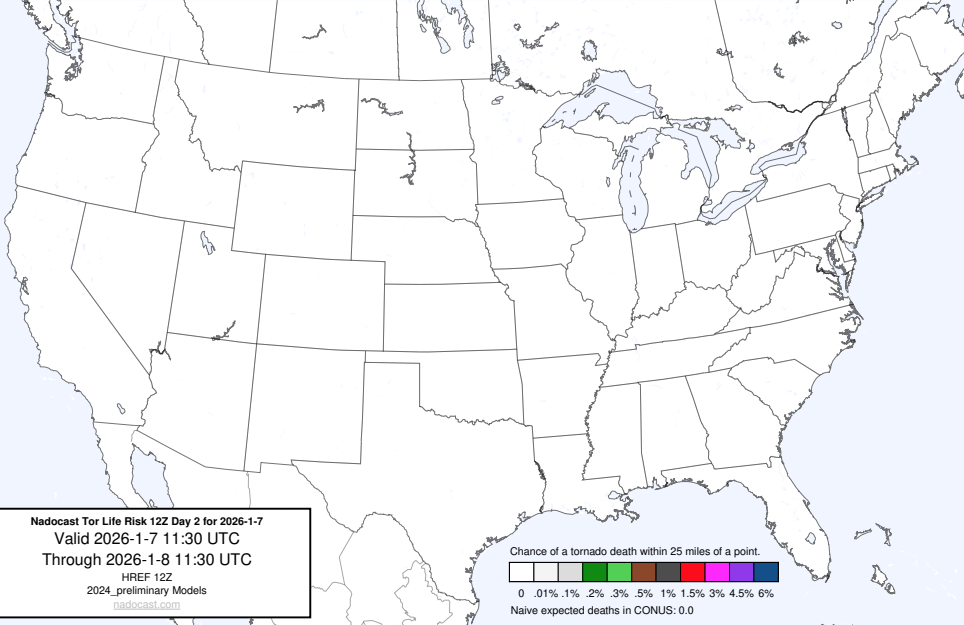 Nadocast Tor Life Risk 12Z Day 2 for 2026-1-7
Valid 2026-1-7 11:30 UTC
Through 2026-1-8 11:30 UTC
HREF 12Z
2024_preliminary Models
nadocast.com
Chance of a tornado death within 25 miles of a point.
0 .01% .1% .2% .3% .5% 1% 1.5% 3% 4.5% 6%
Naive expected deaths in CONUS: 0.0